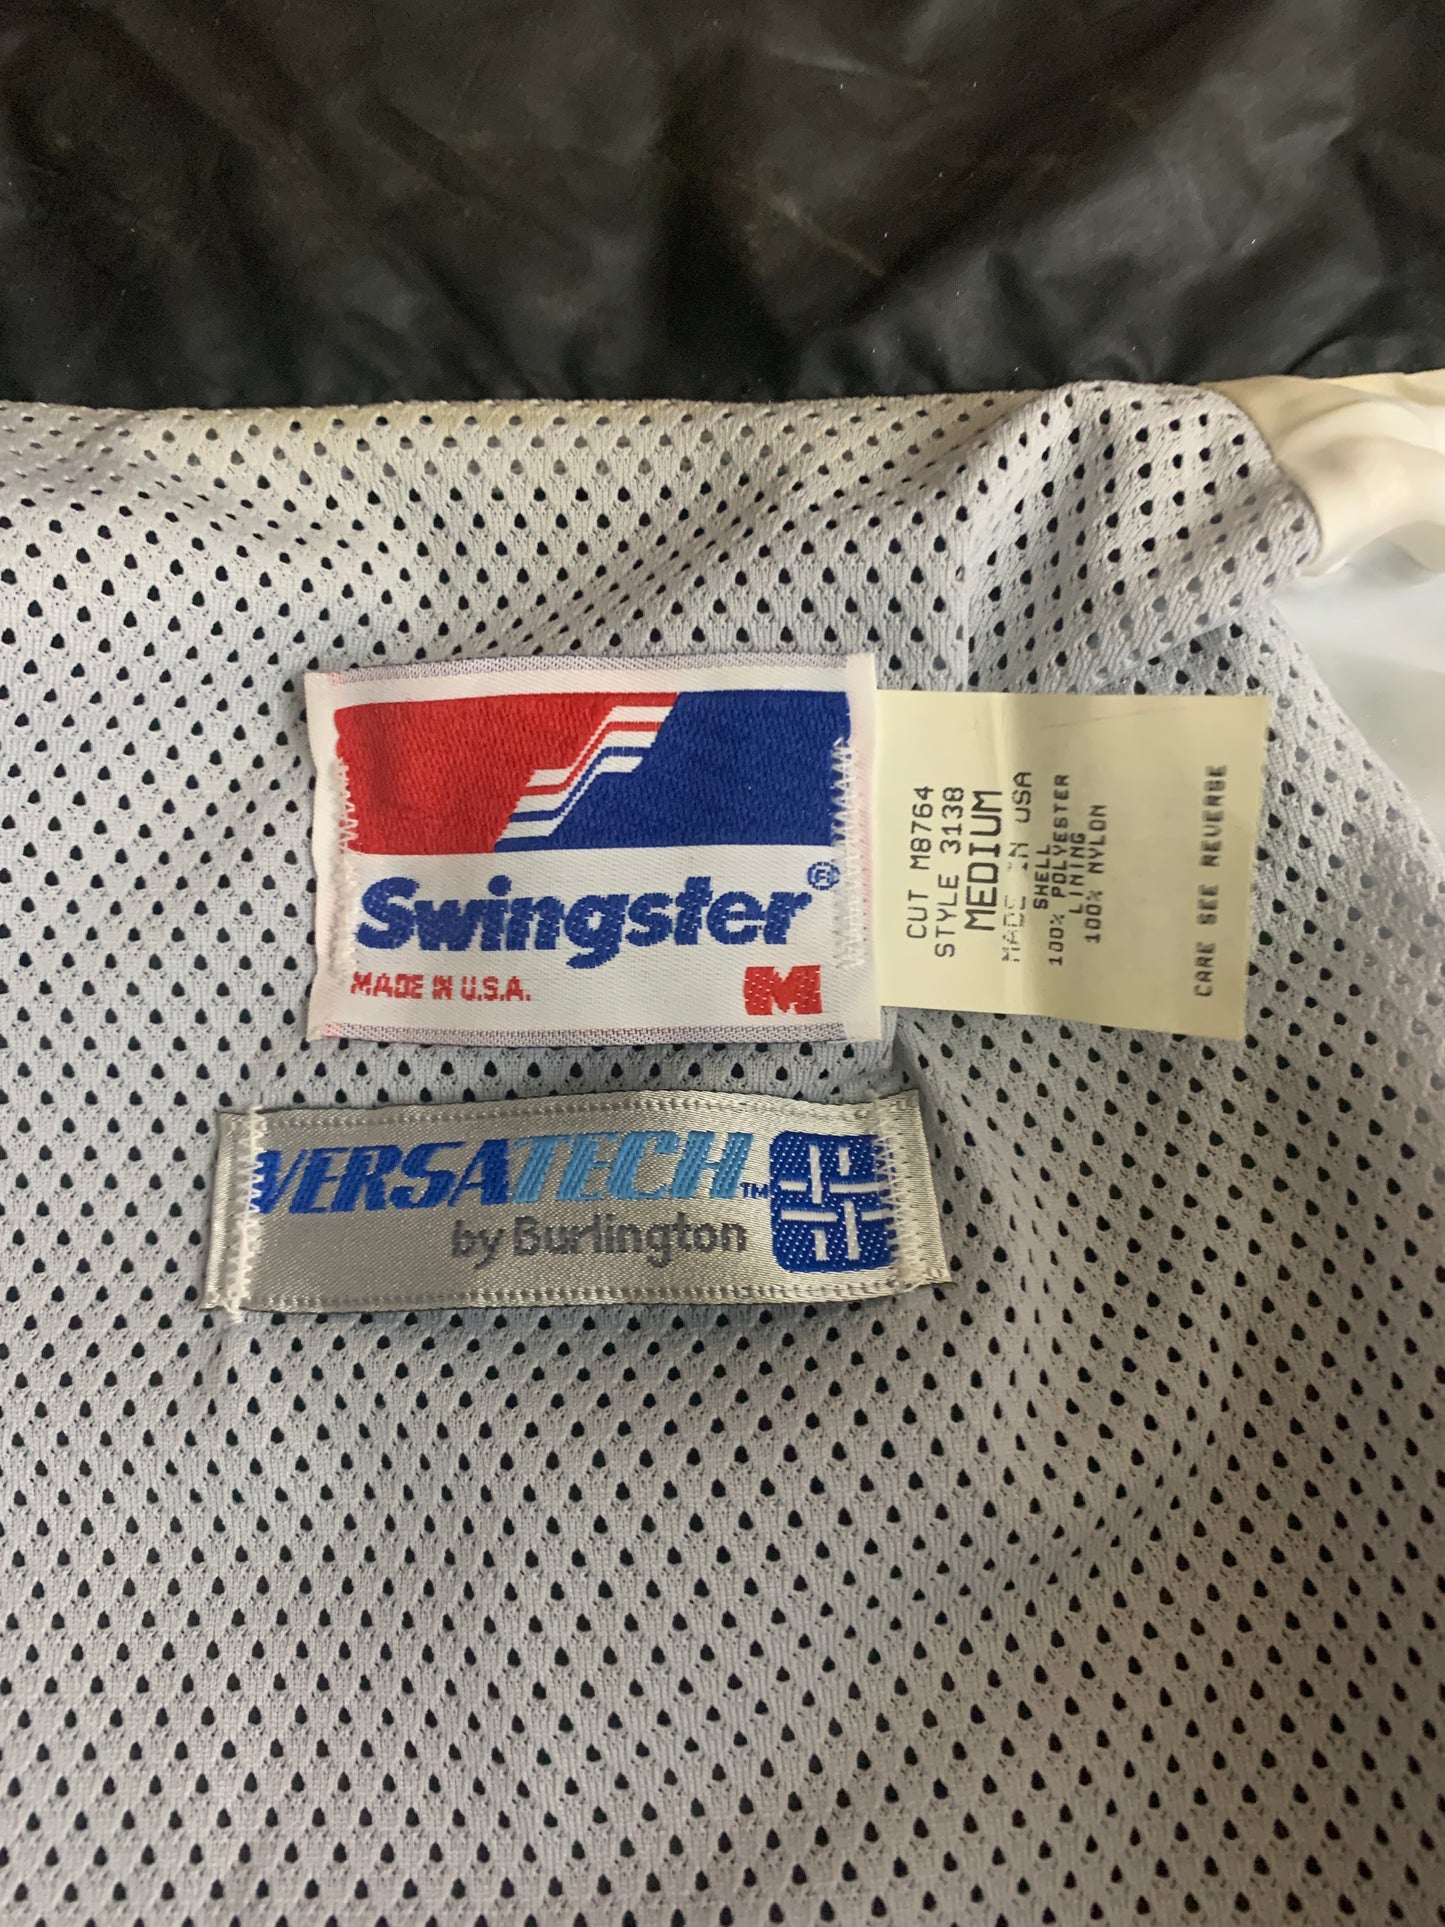 Swingster®
MADE IN U.S.A.
M
CUT M8764
STYLE 3138
MEDIUM
MADE IN USA
SHELL
100% POLYESTER
LINING
100% NYLON
CARE SEE REVERSE
VERSATECH™
by Burlington